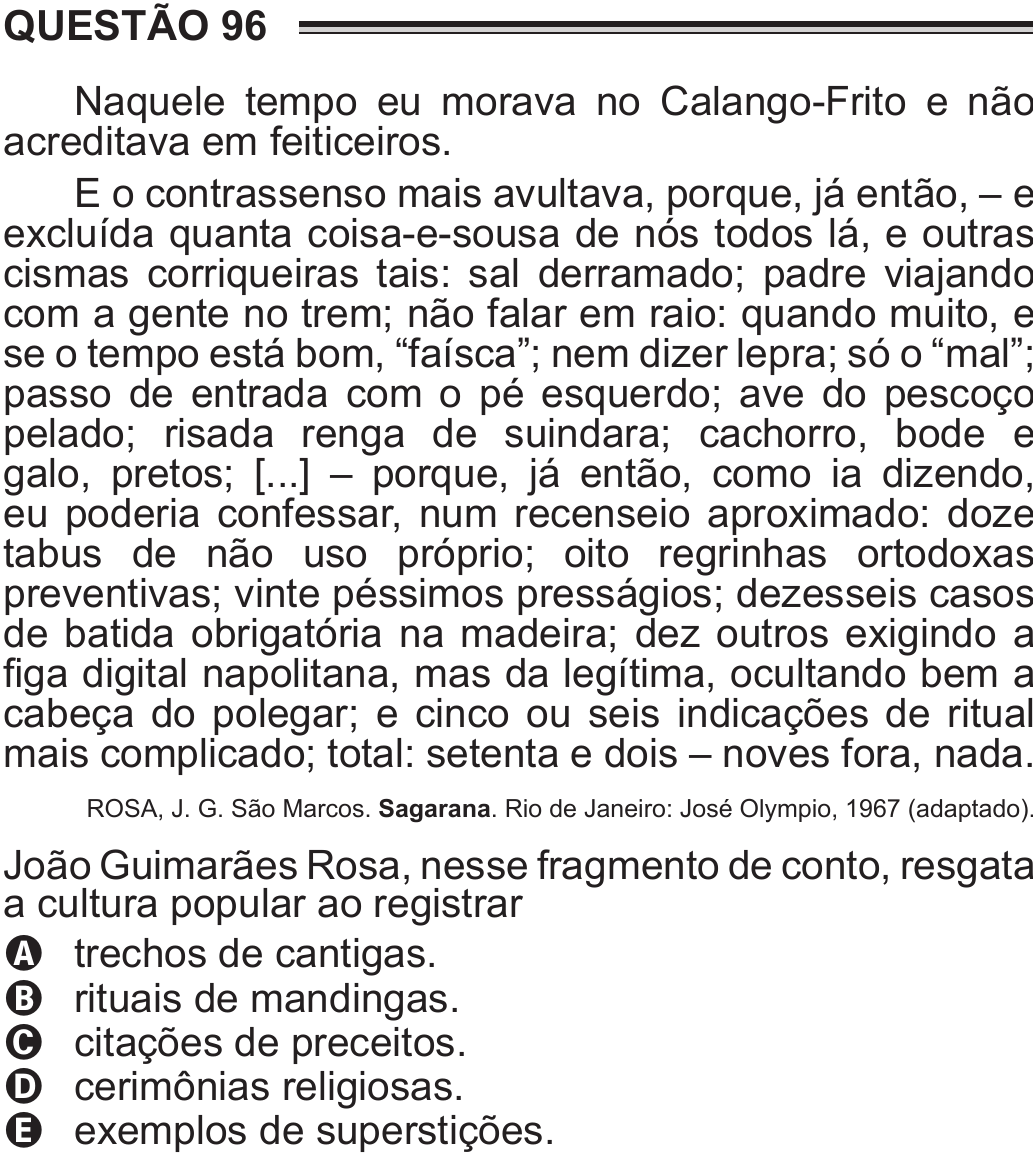 QUESTÃO 96
Naquele tempo eu morava no Calango-Frito e não
acreditava em feiticeiros.
E o contrassenso mais avultava, porque, já então, – e
excluída quanta coisa-e-sousa de nós todos lá, e outras
cismas corriqueiras tais: sal derramado; padre viajando
com a gente no trem; não falar em raio: quando muito, e
se o tempo está bom, “faísca”; nem dizer lepra; só o “mal”;
passo de entrada com o pé esquerdo; ave do pescoço
pelado; risada renga de suindara; cachorro, bode e
galo, pretos; [...] – porque, já então, como ia dizendo,
eu poderia confessar, num recenseio aproximado: doze
tabus de não uso próprio; oito regrinhas ortodoxas
preventivas; vinte péssimos presságios; dezesseis casos
de batida obrigatória na madeira; dez outros exigindo a
figa digital napolitana, mas da legítima, ocultando bem a
cabeça do polegar; e cinco ou seis indicações de ritual
mais complicado; total: setenta e dois – noves fora, nada.
ROSA, J. G. São Marcos. Sagarana. Rio de Janeiro: José Olympio, 1967 (adaptado).
João Guimarães Rosa, nesse fragmento de conto, resgata
a cultura popular ao registrar
A trechos de cantigas.
B rituais de mandingas.
C citações de preceitos.
D cerimônias religiosas.
E exemplos de superstições.